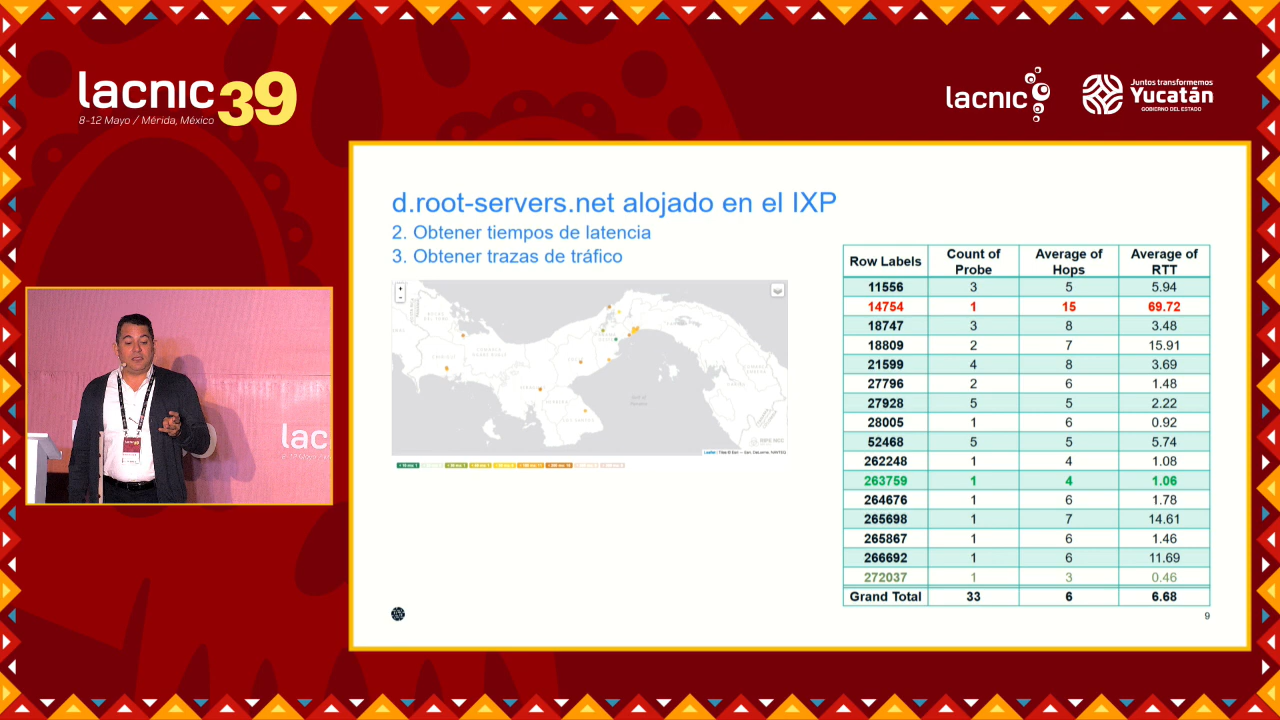 lacnic 39
8-12 Mayo / Mérida, México
lacnic
Juntos transformemos
Yucatán
GOBIERNO DEL ESTADO
d.root-servers.net alojado en el IXP
2. Obtener tiempos de latencia
3. Obtener trazas de tráfico
Row Labels Count of Probe Average of Hops Average of RTT
11556 3 5 5.94
14754 1 15 69.72
18747 3 8 3.48
18809 2 7 15.91
21599 4 8 3.69
27796 2 6 1.48
27928 5 5 2.22
28005 1 6 0.92
52468 5 5 5.74
262248 1 4 1.08
263759 1 4 1.06
264676 1 6 1.78
265698 1 7 14.61
265867 1 6 1.46
266692 1 6 11.69
272037 1 3 0.46
Grand Total 33 6 6.68
9
lac